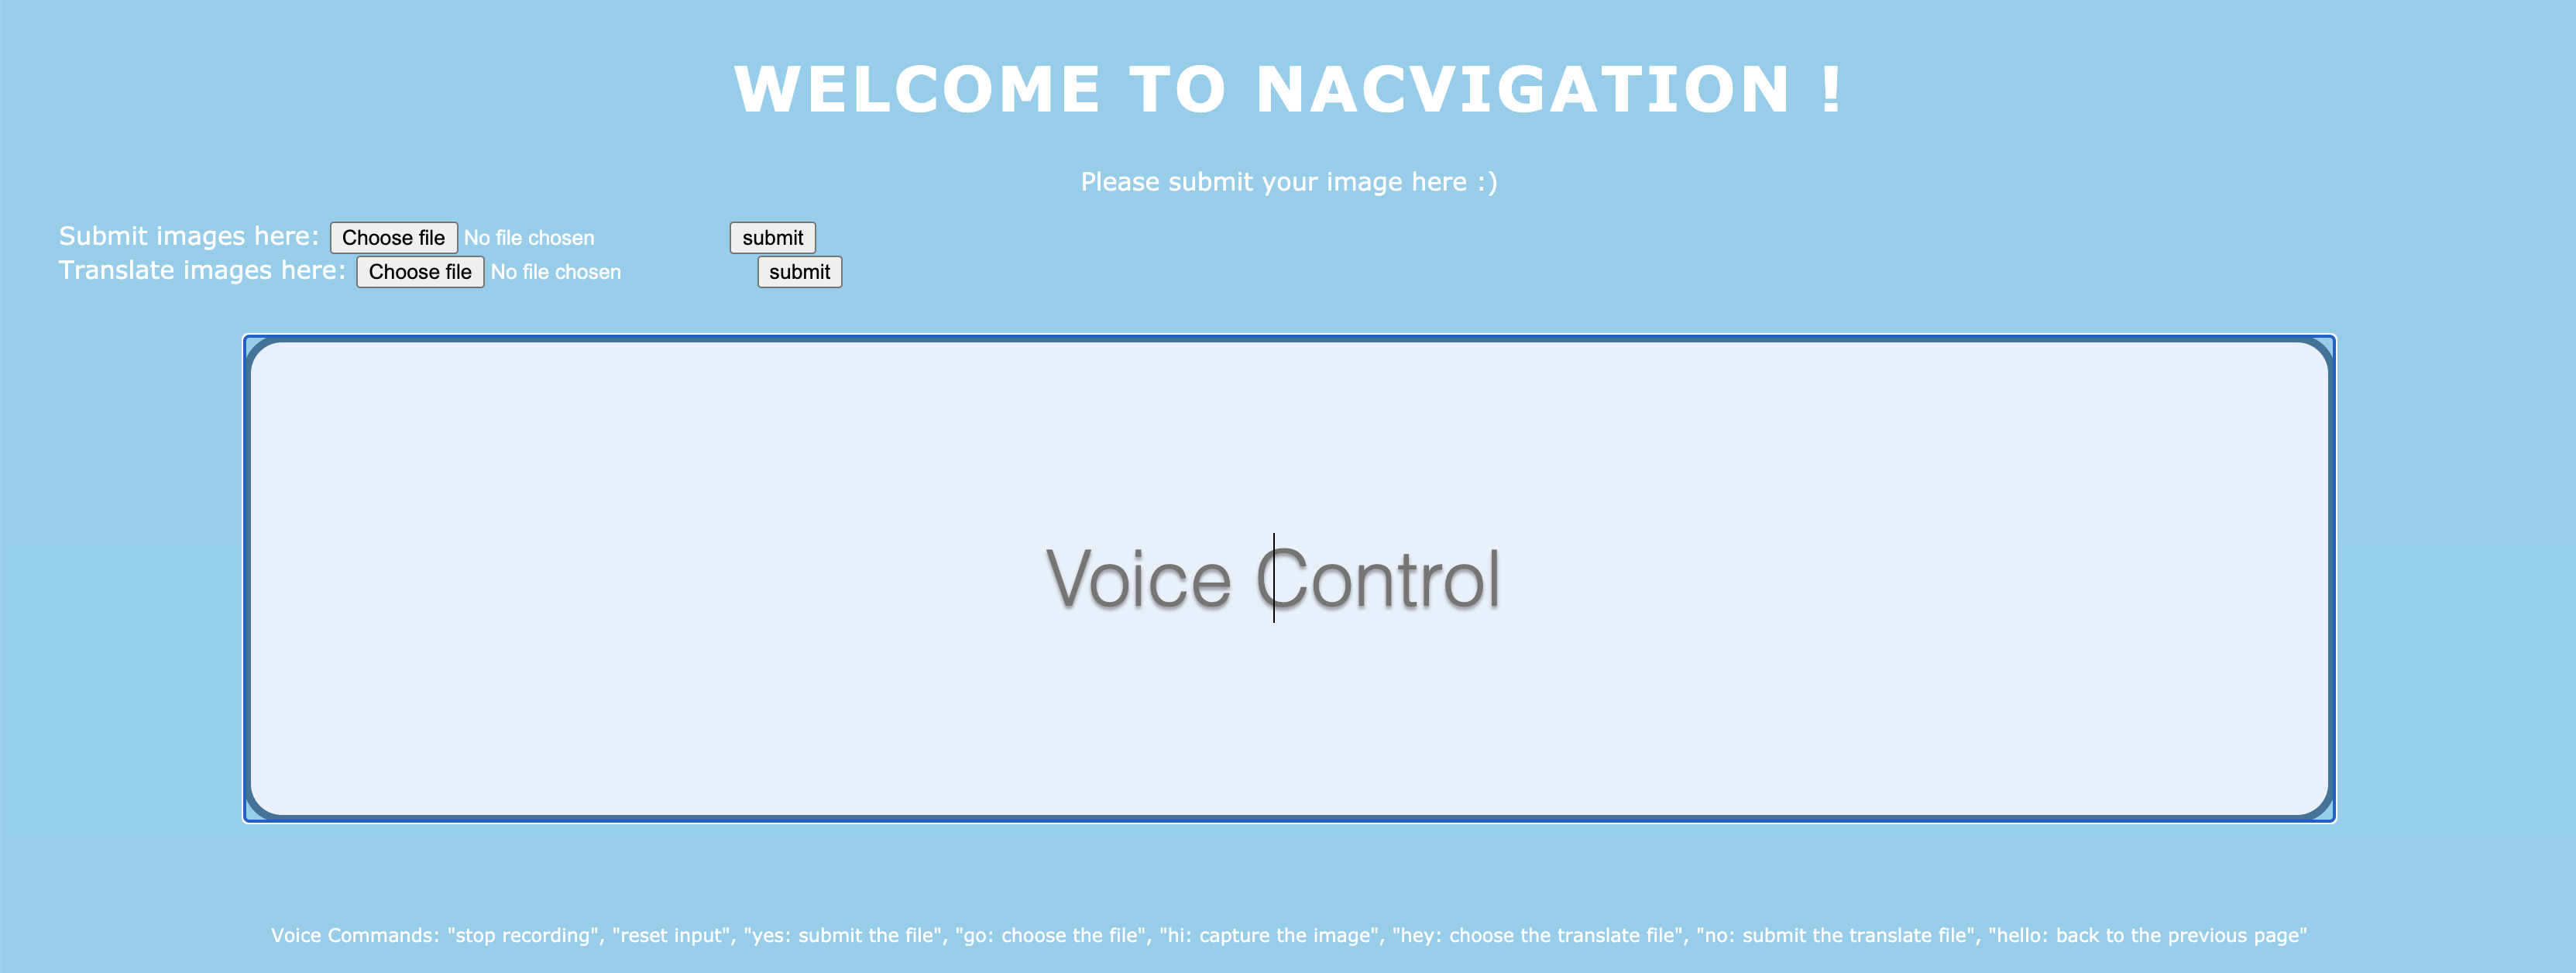 WELCOME TO NACVIGATION !
Please submit your image here :)
Submit images here: Choose file No file chosen submit
Translate images here: Choose file No file chosen submit
Voice Control
Voice Commands: "stop recording", "reset input", "yes: submit the file", "go: choose the file", "hi: capture the image", "hey: choose the translate file", "no: submit the translate file", "hello: back to the previous page"